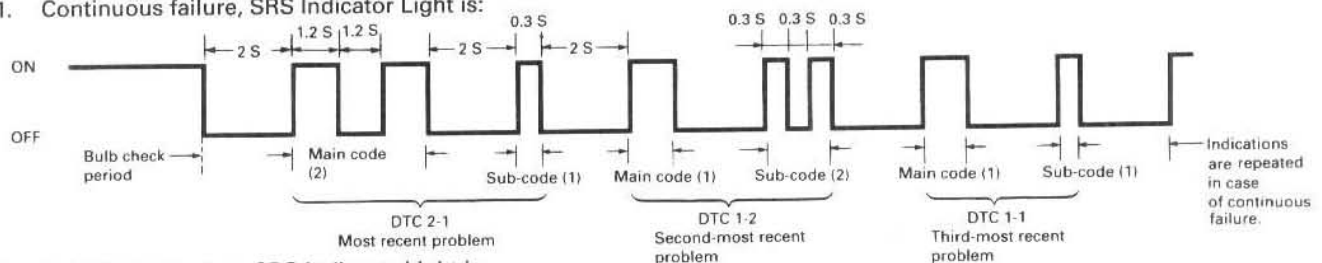 1. Continuous failure, SRS Indicator Light is:
0.3 S
0.3 S 0.3 S 0.3 S
1.2 S 1.2 S
2 S
2 S
2 S
ON
OFF
Bulb check period
Main code (2)
Sub-code (1)
Main code (1)
Sub-code (2)
Main code (1)
Sub-code (1)
Indications
are repeated
in case
of continuous
failure.
DTC 2-1
Most recent problem
DTC 1-2
Second-most recent
problem
DTC 1-1
Third-most recent
problem